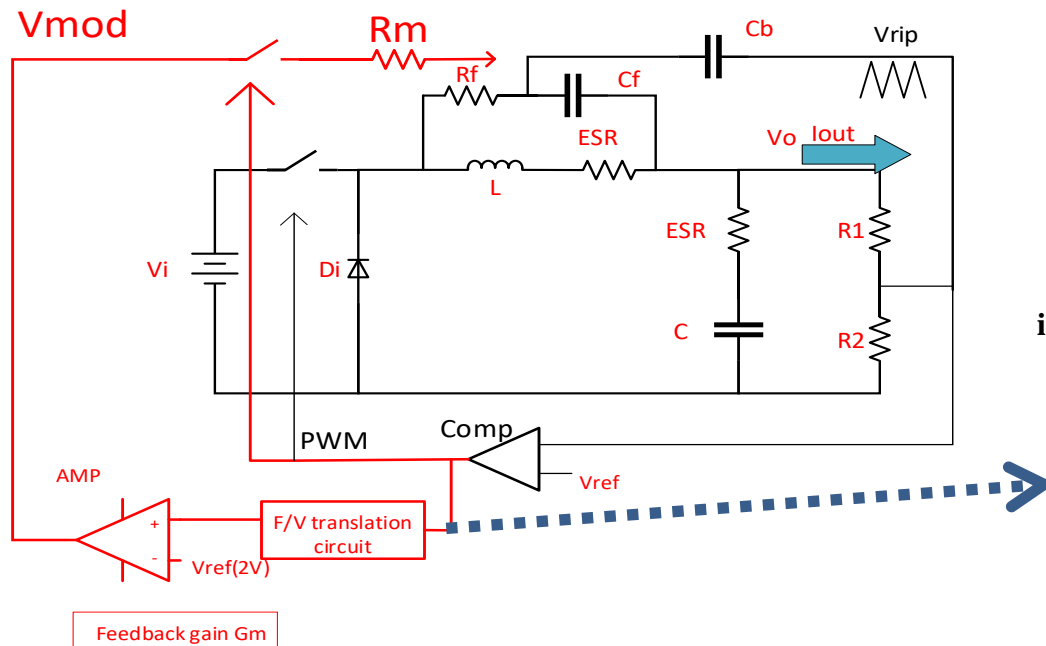 Vmod
Rm
Cb
Vrip
Rf
Cf
ESR
Vo Iout
L
ESR
R1
Vi
Di
C
R2
i
PWM
Comp
Vref
AMP
+
F/V translation
circuit
-
Vref(2V)
Feedback gain Gm